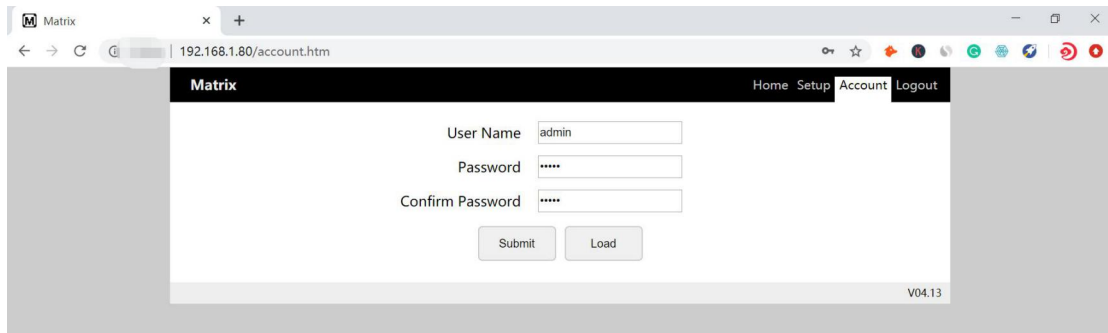 M Matrix
192.168.1.80/account.htm
Matrix Home Setup Account Logout
User Name admin
Password •••••
Confirm Password •••••
Submit Load
V04.13